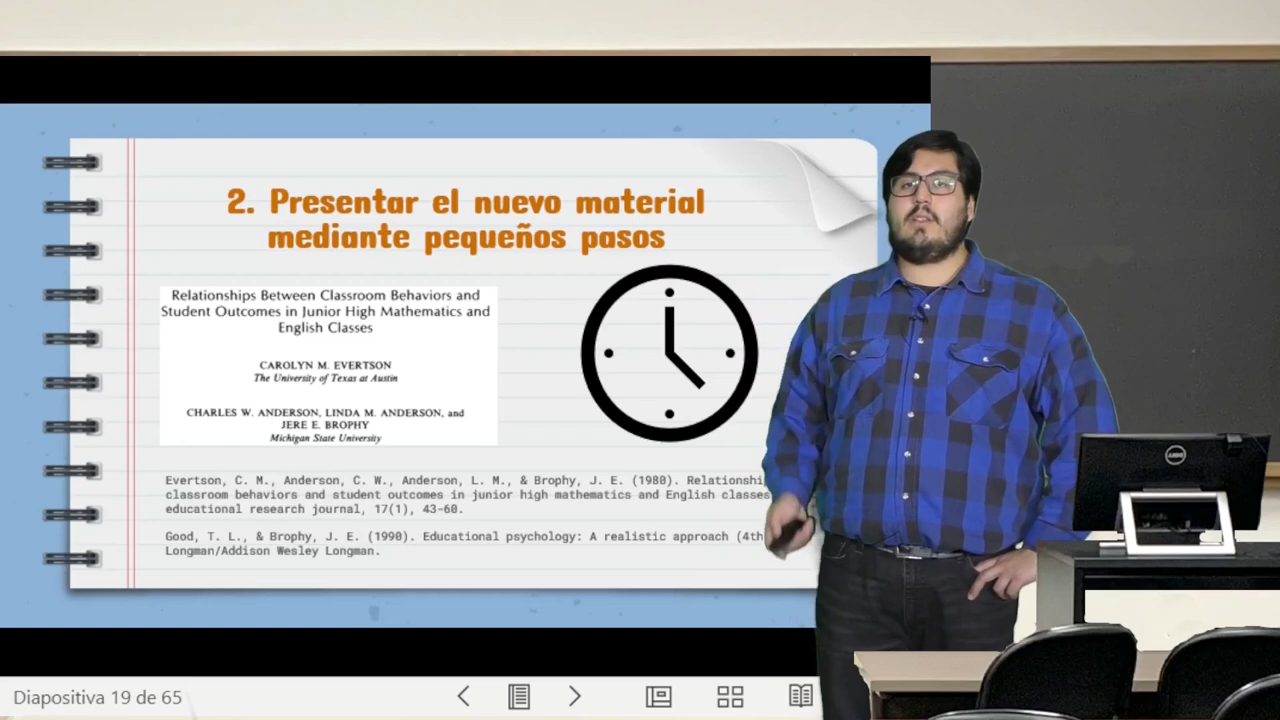 2. Presentar el nuevo material
mediante pequeños pasos
Relationships Between Classroom Behaviors and
Student Outcomes in Junior High Mathematics and
English Classes
CAROLYN M. EVERTSON
The University of Texas at Austin
CHARLES W. ANDERSON, LINDA M. ANDERSON, and
JERE E. BROPHY
Michigan State University
Evertson, C. M., Anderson, C. W., Anderson, L. M., & Brophy, J. E. (1980). Relationshi
classroom behaviors and student outcomes in junior high mathematics and English classes
educational research journal, 17(1), 43-60.
Good, T. L., & Brophy, J. E. (1990). Educational psychology: A realistic approach (4th
Longman/Addison Wesley Longman.
DELL
Diapositiva 19 de 65